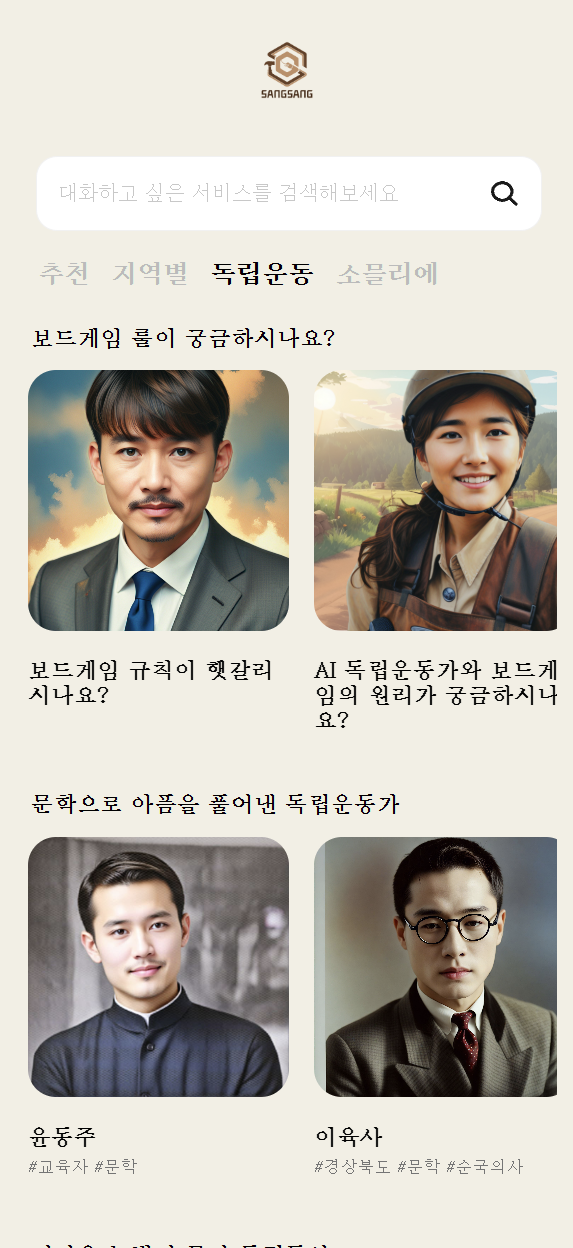 SANGSANG
대화하고 싶은 서비스를 검색해보세요
추천 지역별 독립운동 소믈리에
보드게임 룰이 궁금하시나요?
보드게임 규칙이 헷갈리
시나요?
AI 독립운동가와 보드게
임의 원리가 궁금하시나
요?
문학으로 아픔을 풀어낸 독립운동가
윤동주
#교육자 #문학
이육사
#경상북도 #문학 #순국의사